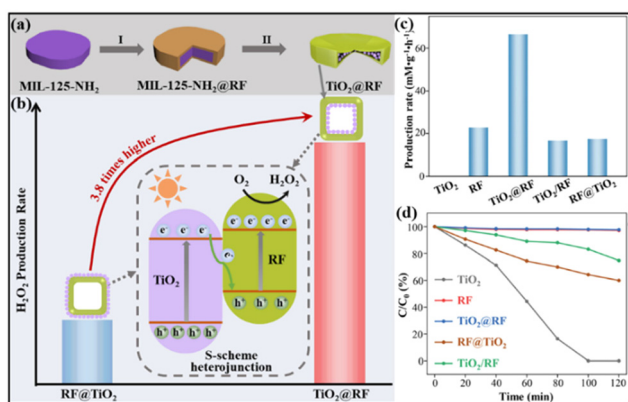 (a)
I
II
MIL-125-NH₂
MIL-125-NH₂@RF
TiO₂@RF
(b)
H₂O₂ Production Rate
3.8 times higher
O₂
H₂O₂
e⁻ e⁻ e⁻
e⁻ e⁻ e⁻
e⁻
e⁻
TiO₂
RF
h⁺ h⁺ h⁺
h⁺ h⁺ h⁺ h⁺
S-scheme
heterojunction
RF@TiO₂
TiO₂@RF
(c)
Production rate (mM•g⁻¹•h⁻¹)
60
40
20
0
TiO₂
RF
TiO₂@RF
TiO₂/RF
RF@TiO₂
(d)
C/C₀ (%)
100
80
60
40
20
0
TiO₂
RF
TiO₂@RF
RF@TiO₂
TiO₂/RF
0 20 40 60 80 100 120
Time (min)